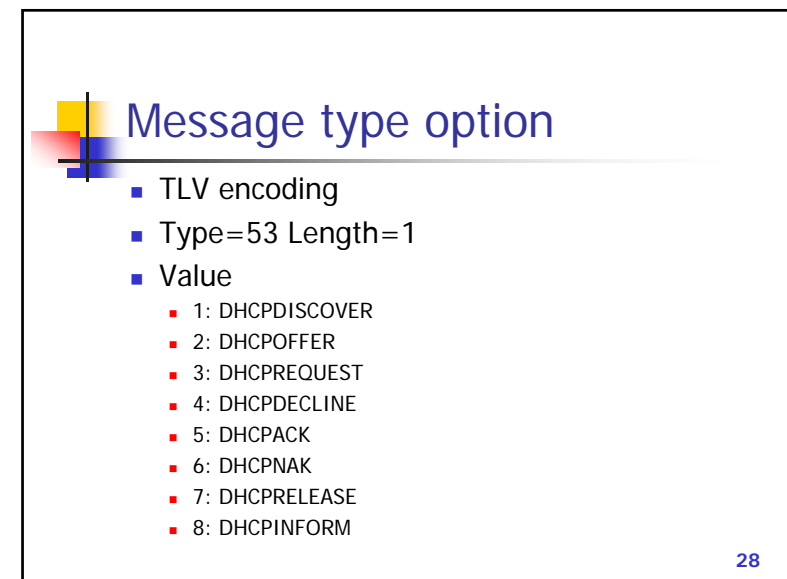 Message type option
TLV encoding
Type=53 Length=1
Value
1: DHCPDISCOVER
2: DHCPOFFER
3: DHCPREQUEST
4: DHCPDECLINE
5: DHCPACK
6: DHCPNAK
7: DHCPRELEASE
8: DHCPINFORM
28